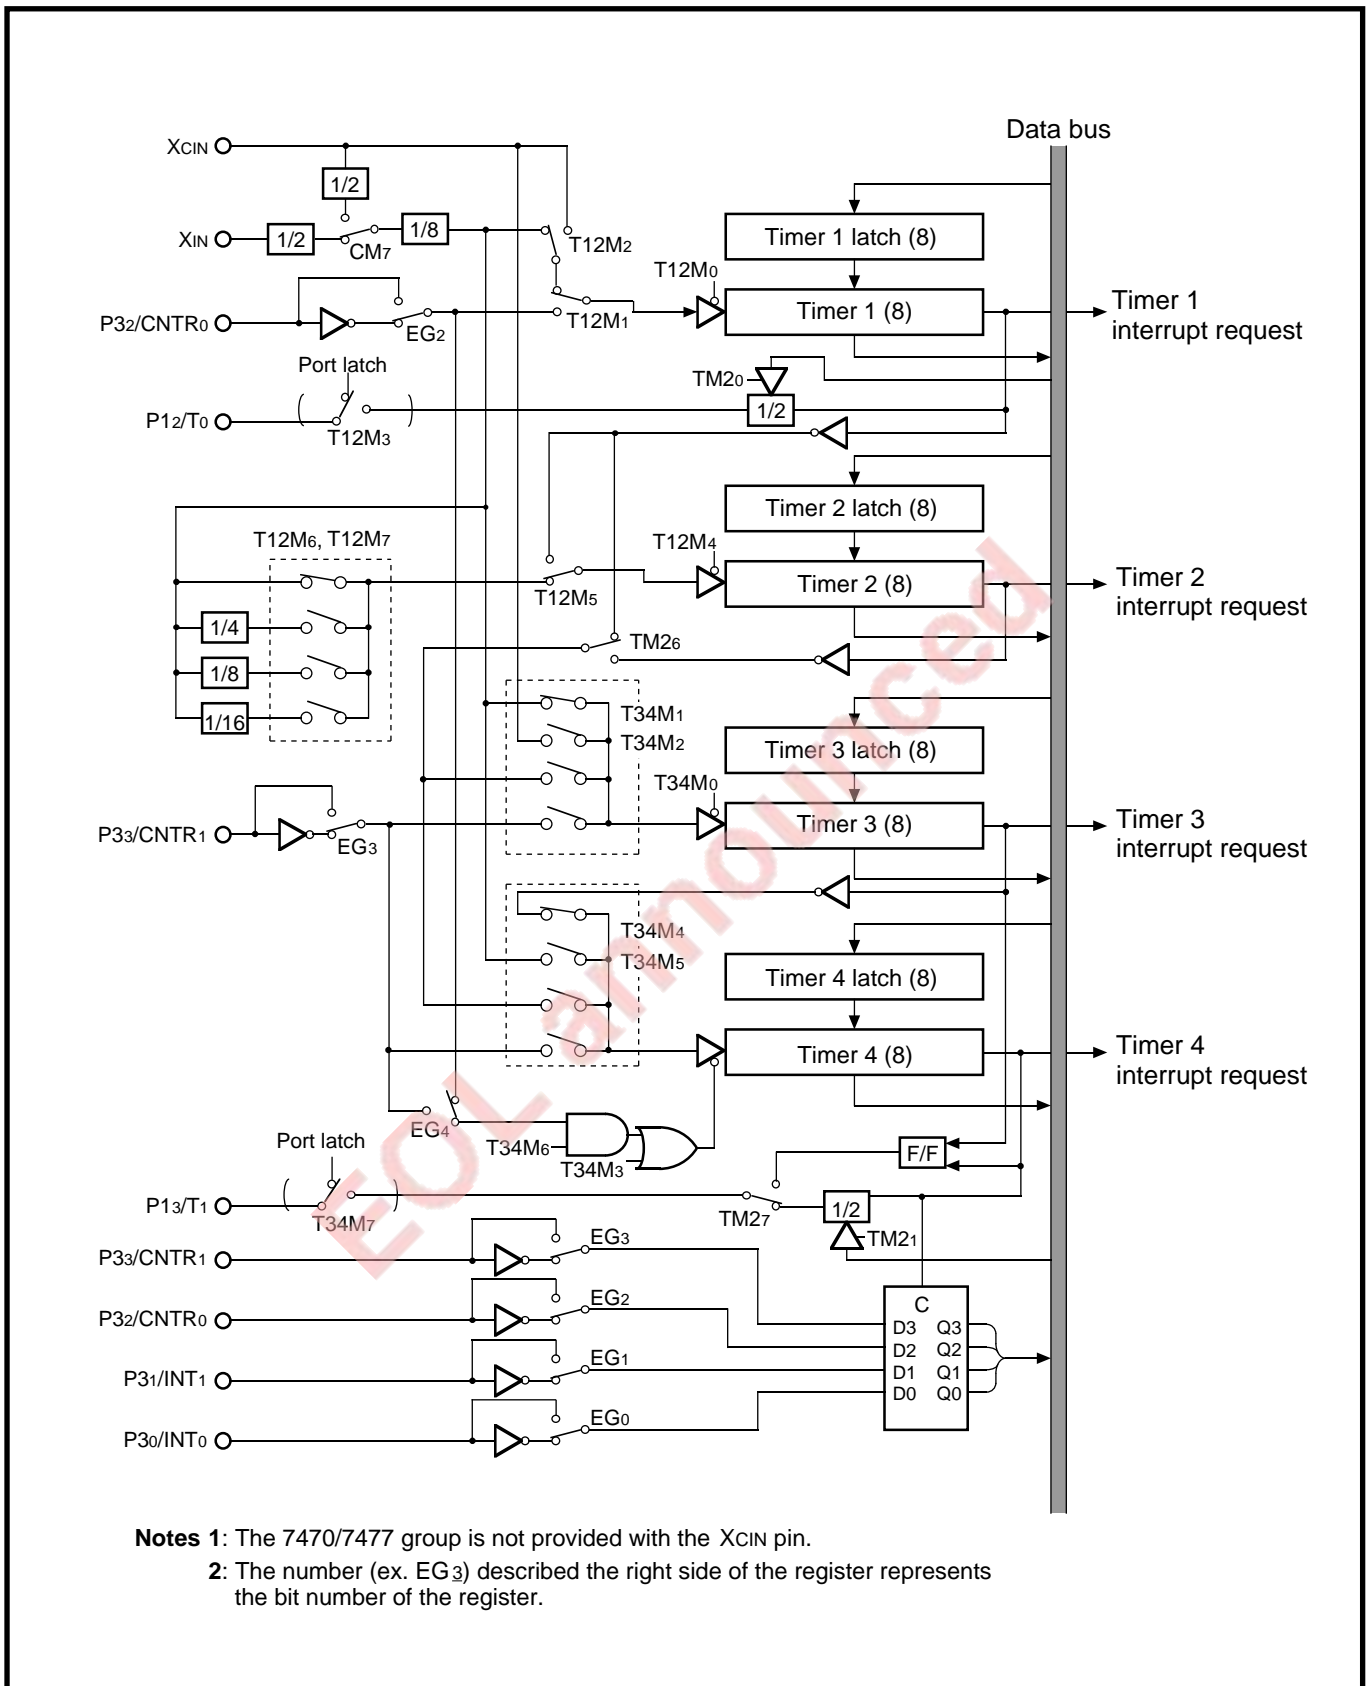 Data bus
XCIN
1/2
XIN
1/2
CM7
1/8
T12M2
Timer 1 latch (8)
T12M0
P32/CNTR0
EG2
T12M1
Timer 1 (8)
Timer 1
interrupt request
Port latch
TM20
1/2
P12/T0
T12M3
Timer 2 latch (8)
T12M6, T12M7
T12M4
T12M5
Timer 2 (8)
Timer 2
interrupt request
1/4
TM26
1/8
1/16
T34M1
T34M2
Timer 3 latch (8)
T34M0
P33/CNTR1
EG3
Timer 3 (8)
Timer 3
interrupt request
T34M4
T34M5
Timer 4 latch (8)
Timer 4 (8)
Timer 4
interrupt request
EG4
T34M6
T34M3
Port latch
F/F
P13/T1
T34M7
TM27
1/2
TM21
P33/CNTR1
EG3
P32/CNTR0
EG2
P31/INT1
EG1
P30/INT0
EG0
C
D3 Q3
D2 Q2
D1 Q1
D0 Q0
EOL announced
Notes 1: The 7470/7477 group is not provided with the XCIN pin.
2: The number (ex. EG3) described the right side of the register represents
the bit number of the register.